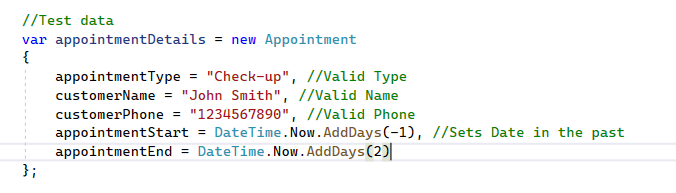 //Test data
var appointmentDetails = new Appointment
{
    appointmentType = "Check-up", //Valid Type
    customerName = "John Smith", //Valid Name
    customerPhone = "1234567890", //Valid Phone
    appointmentStart = DateTime.Now.AddDays(-1), //Sets Date in the past
    appointmentEnd = DateTime.Now.AddDays(2)
};